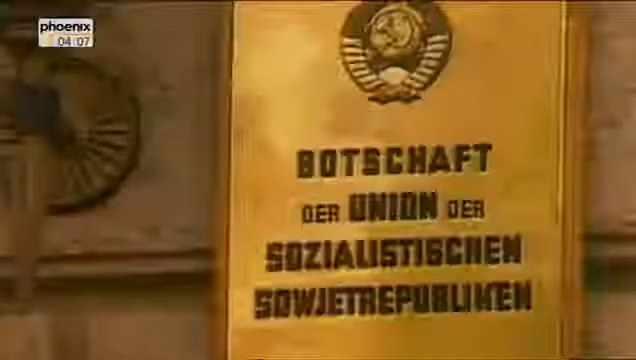 phoenix
04:07
BOTSCHAFT
DER UNION DER
SOZIALISTISCHEN
SOWJETREPUBLIKEN